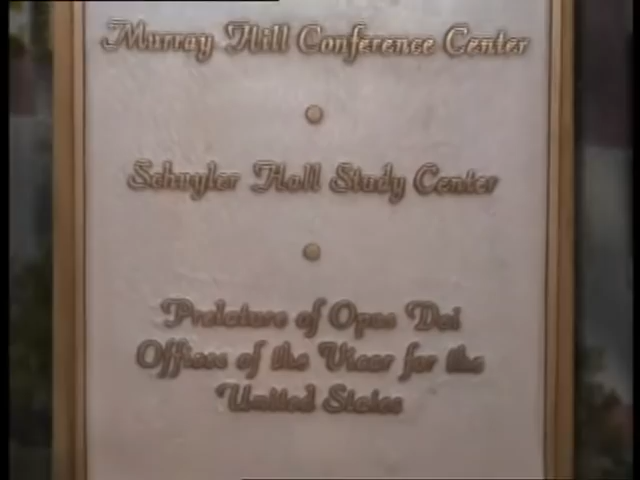 Murray Hill Conference Center
Schuyler Hall Study Center
Prelature of Opus Dei
Offices of the Vicar for the
United States